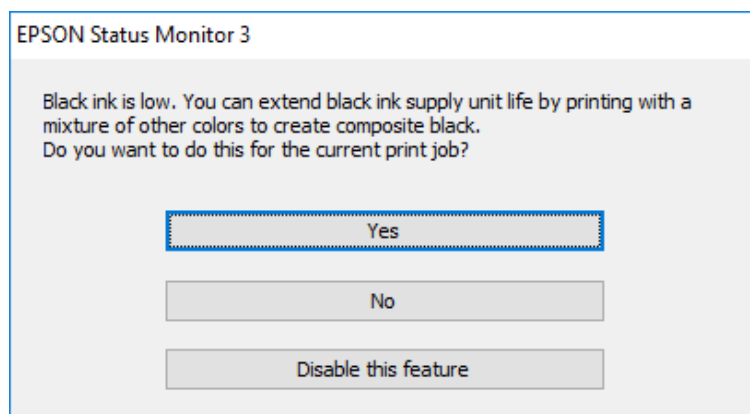 EPSON Status Monitor 3
Black ink is low. You can extend black ink supply unit life by printing with a
mixture of other colors to create composite black.
Do you want to do this for the current print job?
Yes
No
Disable this feature